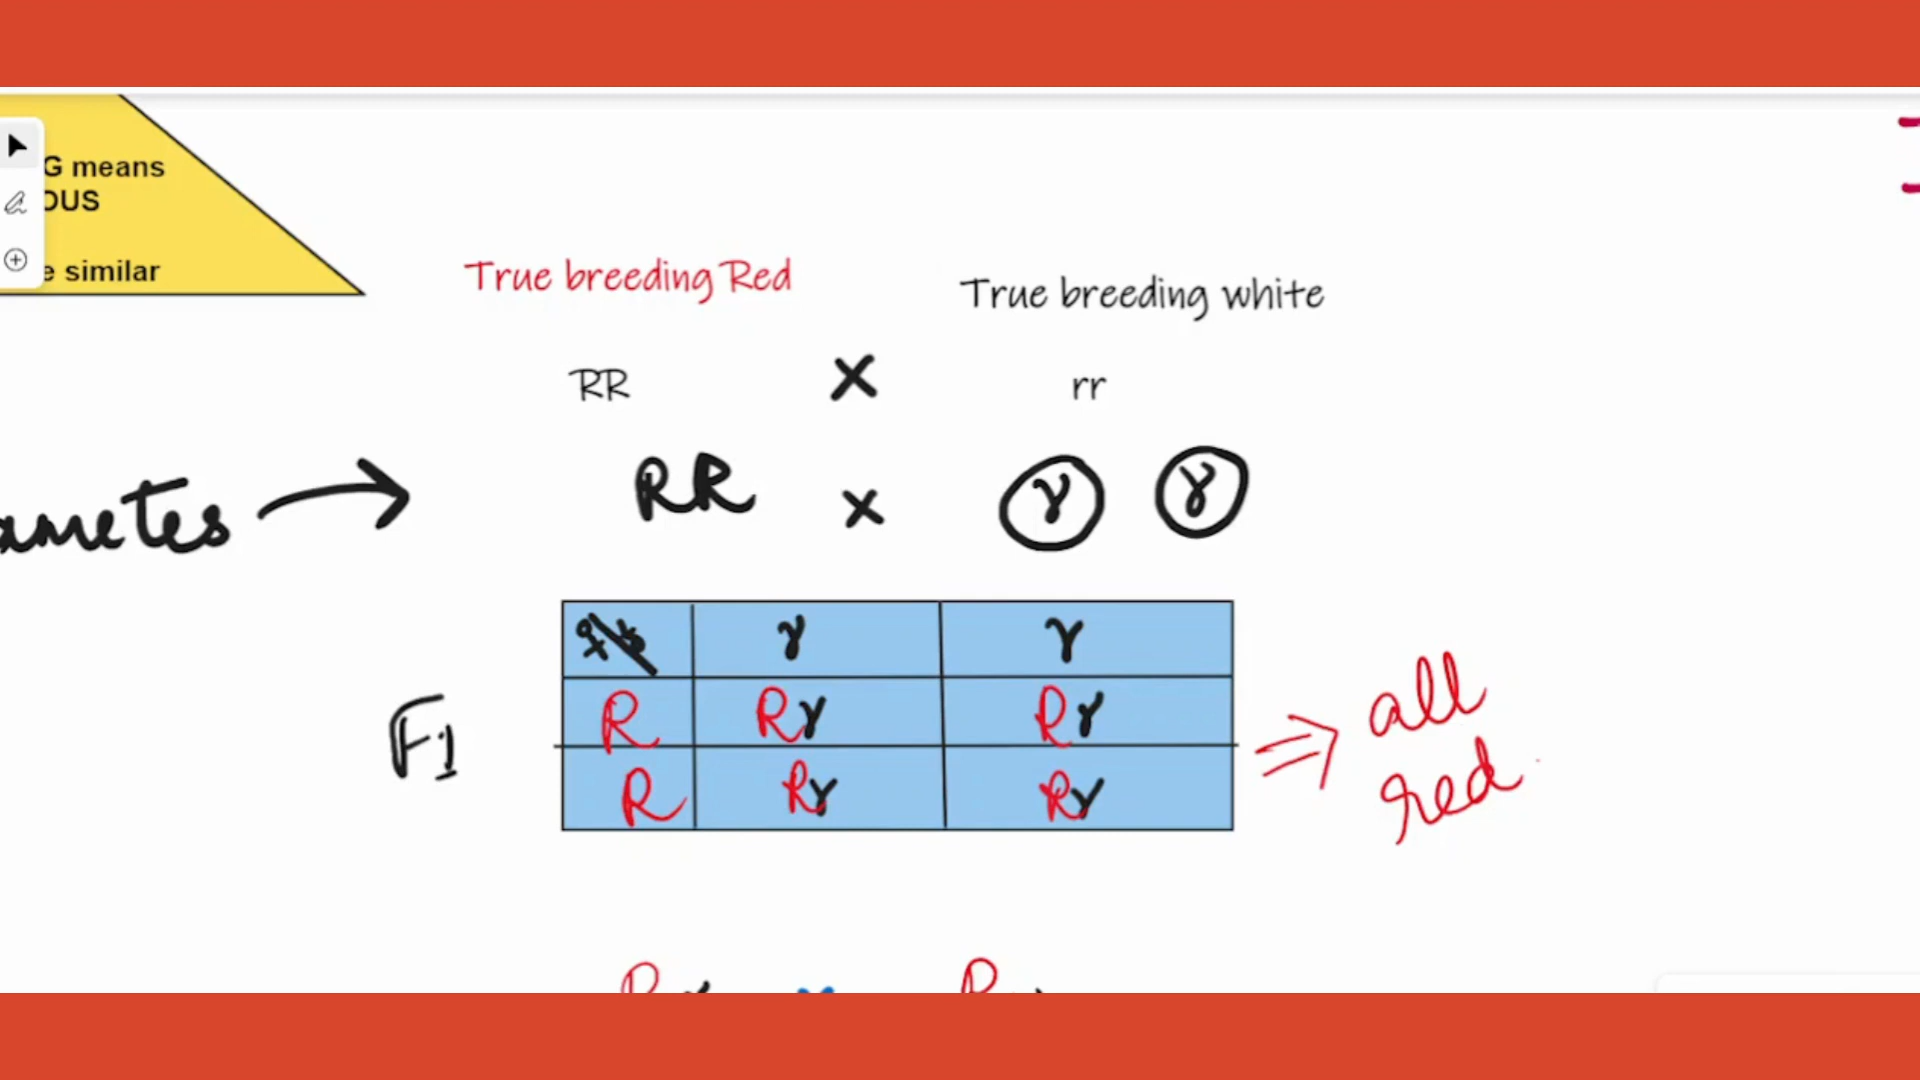 G means
OUS
e similar
True breeding Red
True breeding white
RR × rr
ametes → RR × r r
♀/♂ r r
F1 R Rr Rr ⇒ all red
R Rr Rr